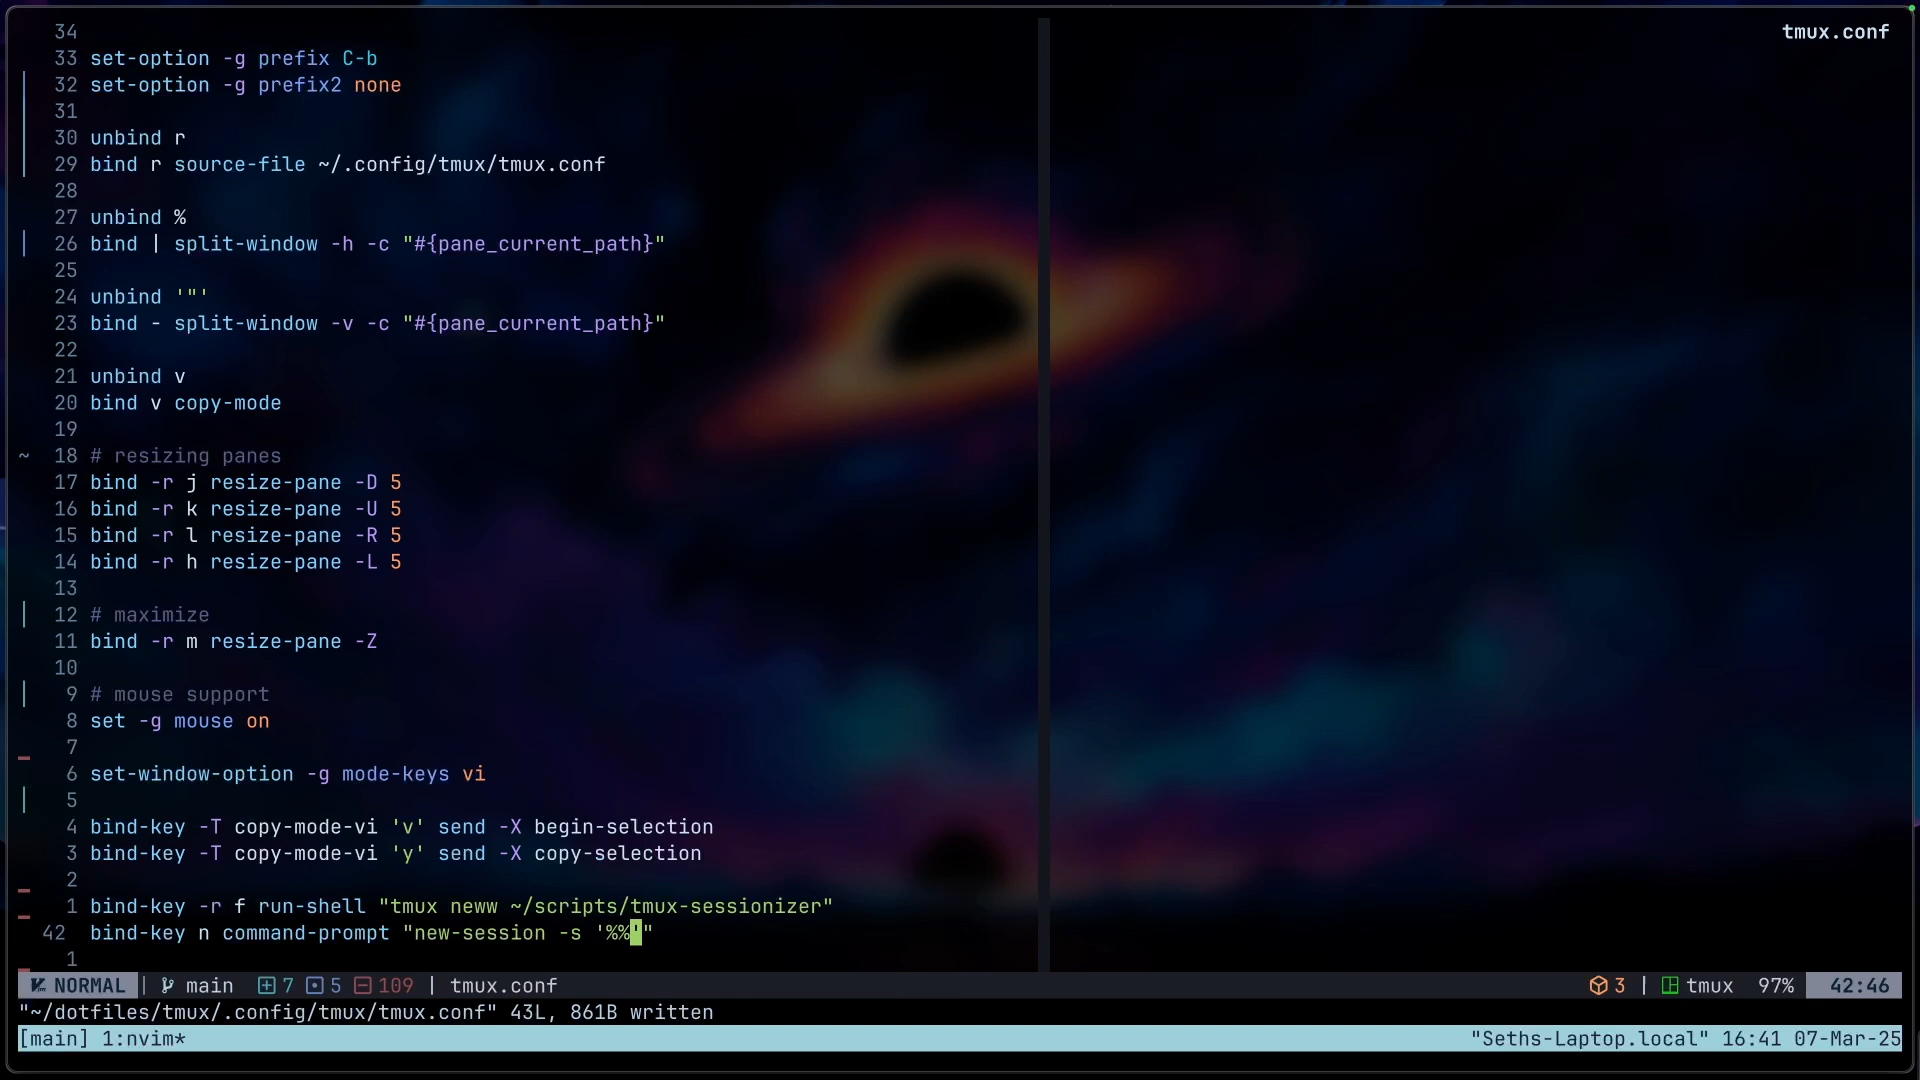 tmux.conf
34
33 set-option -g prefix C-b
32 set-option -g prefix2 none
31
30 unbind r
29 bind r source-file ~/.config/tmux/tmux.conf
28
27 unbind %
26 bind | split-window -h -c "#{pane_current_path}"
25
24 unbind '"'
23 bind - split-window -v -c "#{pane_current_path}"
22
21 unbind v
20 bind v copy-mode
19
~ 18 # resizing panes
17 bind -r j resize-pane -D 5
16 bind -r k resize-pane -U 5
15 bind -r l resize-pane -R 5
14 bind -r h resize-pane -L 5
13
12 # maximize
11 bind -r m resize-pane -Z
10
9 # mouse support
8 set -g mouse on
7
6 set-window-option -g mode-keys vi
5
4 bind-key -T copy-mode-vi 'v' send -X begin-selection
3 bind-key -T copy-mode-vi 'y' send -X copy-selection
2
1 bind-key -r f run-shell "tmux neww ~/scripts/tmux-sessionizer"
42 bind-key n command-prompt "new-session -s '%%'"
1
NORMAL | main 7 5 109 | tmux.conf 3 | tmux 97% 42:46
"~/dotfiles/tmux/.config/tmux/tmux.conf" 43L, 861B written
[main] 1:nvim* "Seths-Laptop.local" 16:41 07-Mar-25